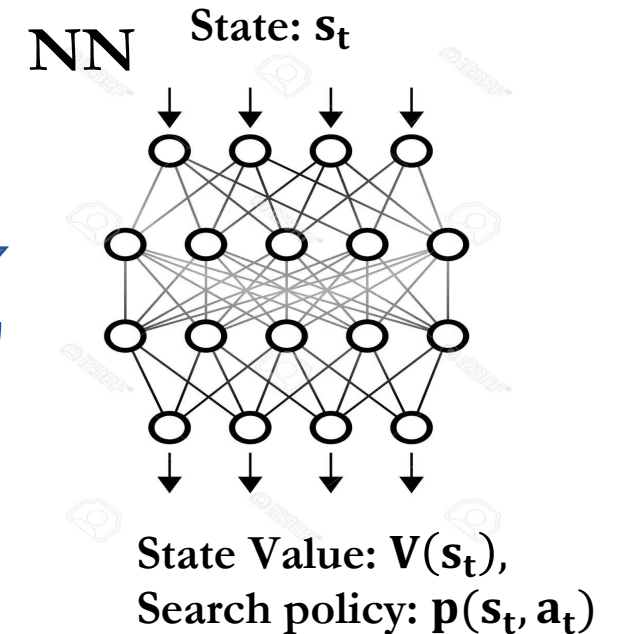 State: sₜ
NN
State Value: V(sₜ),
Search policy: p(sₜ, aₜ)